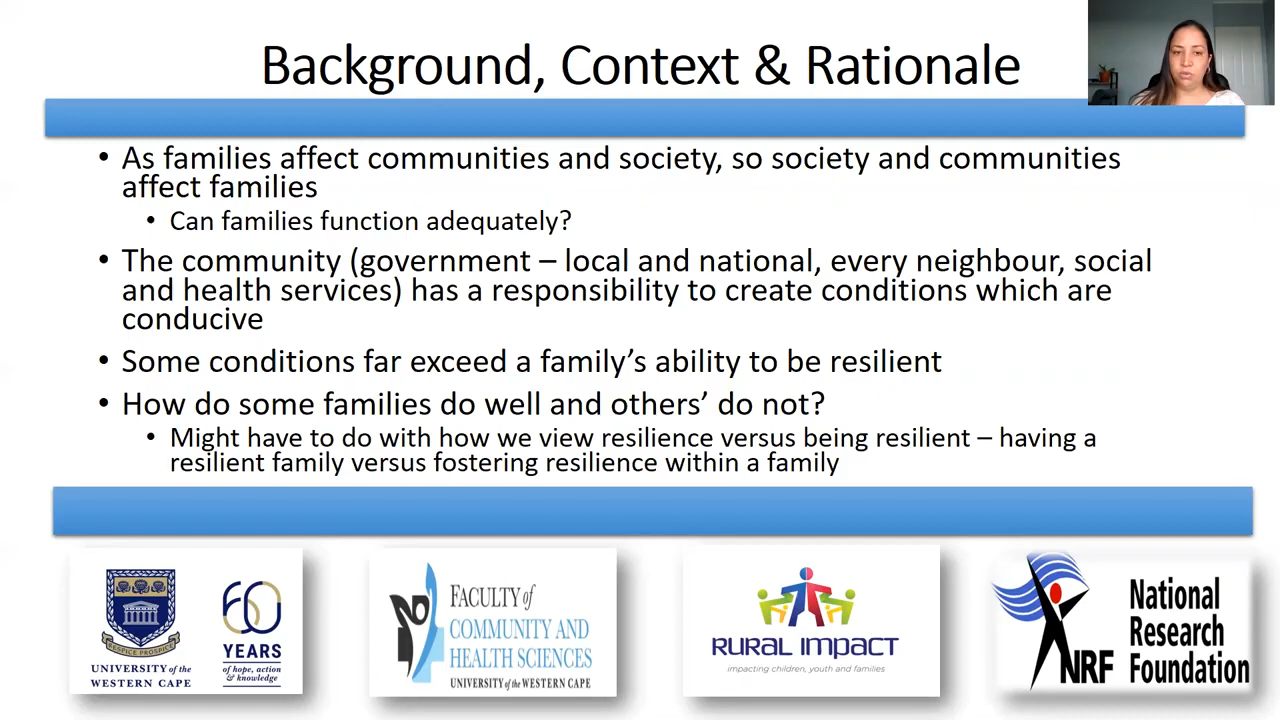 Background, Context & Rationale
• As families affect communities and society, so society and communities
affect families
• Can families function adequately?
• The community (government – local and national, every neighbour, social
and health services) has a responsibility to create conditions which are
conducive
• Some conditions far exceed a family’s ability to be resilient
• How do some families do well and others’ do not?
• Might have to do with how we view resilience versus being resilient – having a
resilient family versus fostering resilience within a family
RESPICE PROSPICE
UNIVERSITY of the
WESTERN CAPE
60
YEARS
of hope, action
& knowledge
FACULTY of
COMMUNITY AND
HEALTH SCIENCES
UNIVERSITY of the WESTERN CAPE
RURAL IMPACT
impacting children, youth and families
NRF
National
Research
Foundation